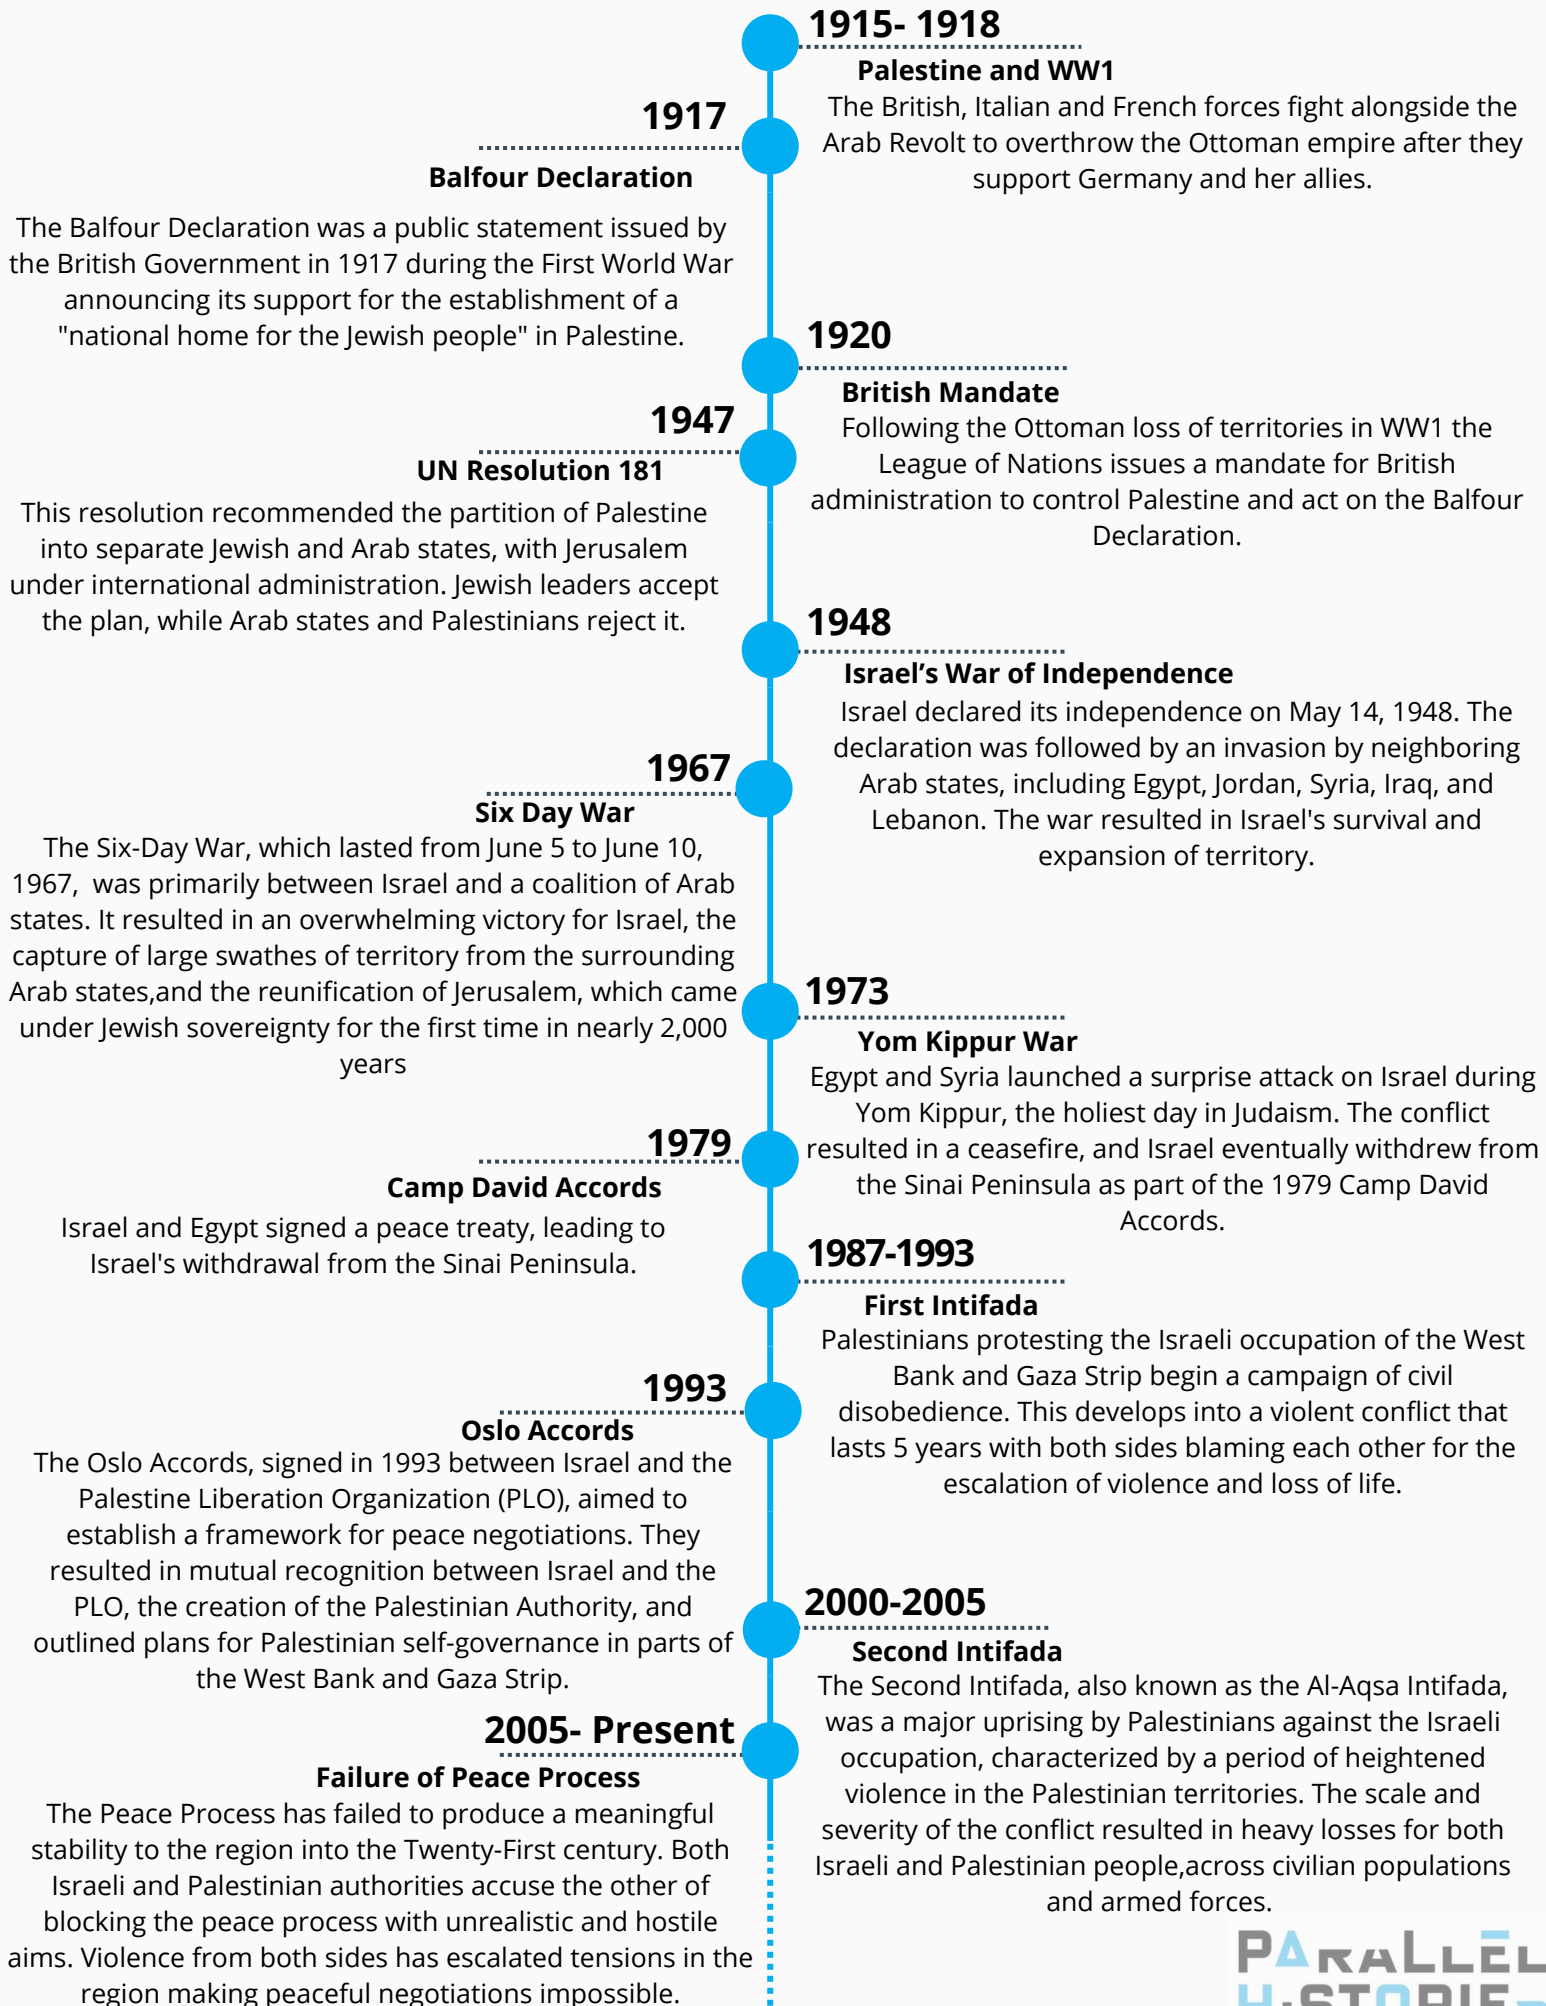 1915- 1918
Palestine and WW1
The British, Italian and French forces fight alongside the
Arab Revolt to overthrow the Ottoman empire after they
support Germany and her allies.
1917
Balfour Declaration
The Balfour Declaration was a public statement issued by
the British Government in 1917 during the First World War
announcing its support for the establishment of a
"national home for the Jewish people" in Palestine.
1920
British Mandate
Following the Ottoman loss of territories in WW1 the
League of Nations issues a mandate for British
administration to control Palestine and act on the Balfour
Declaration.
1947
UN Resolution 181
This resolution recommended the partition of Palestine
into separate Jewish and Arab states, with Jerusalem
under international administration. Jewish leaders accept
the plan, while Arab states and Palestinians reject it.
1948
Israel’s War of Independence
Israel declared its independence on May 14, 1948. The
declaration was followed by an invasion by neighboring
Arab states, including Egypt, Jordan, Syria, Iraq, and
Lebanon. The war resulted in Israel's survival and
expansion of territory.
1967
Six Day War
The Six-Day War, which lasted from June 5 to June 10,
1967,  was primarily between Israel and a coalition of Arab
states. It resulted in an overwhelming victory for Israel, the
capture of large swathes of territory from the surrounding
Arab states,and the reunification of Jerusalem, which came
under Jewish sovereignty for the first time in nearly 2,000
years
1973
Yom Kippur War
Egypt and Syria launched a surprise attack on Israel during
Yom Kippur, the holiest day in Judaism. The conflict
resulted in a ceasefire, and Israel eventually withdrew from
the Sinai Peninsula as part of the 1979 Camp David
Accords.
1979
Camp David Accords
Israel and Egypt signed a peace treaty, leading to
Israel's withdrawal from the Sinai Peninsula.
1987-1993
First Intifada
Palestinians protesting the Israeli occupation of the West
Bank and Gaza Strip begin a campaign of civil
disobedience. This develops into a violent conflict that
lasts 5 years with both sides blaming each other for the
escalation of violence and loss of life.
1993
Oslo Accords
The Oslo Accords, signed in 1993 between Israel and the
Palestine Liberation Organization (PLO), aimed to
establish a framework for peace negotiations. They
resulted in mutual recognition between Israel and the
PLO, the creation of the Palestinian Authority, and
outlined plans for Palestinian self-governance in parts of
the West Bank and Gaza Strip.
2000-2005
Second Intifada
The Second Intifada, also known as the Al-Aqsa Intifada,
was a major uprising by Palestinians against the Israeli
occupation, characterized by a period of heightened
violence in the Palestinian territories. The scale and
severity of the conflict resulted in heavy losses for both
Israeli and Palestinian people,across civilian populations
and armed forces.
2005- Present
Failure of Peace Process
The Peace Process has failed to produce a meaningful
stability to the region into the Twenty-First century. Both
Israeli and Palestinian authorities accuse the other of
blocking the peace process with unrealistic and hostile
aims. Violence from both sides has escalated tensions in the
region making peaceful negotiations impossible.
PARALLEL